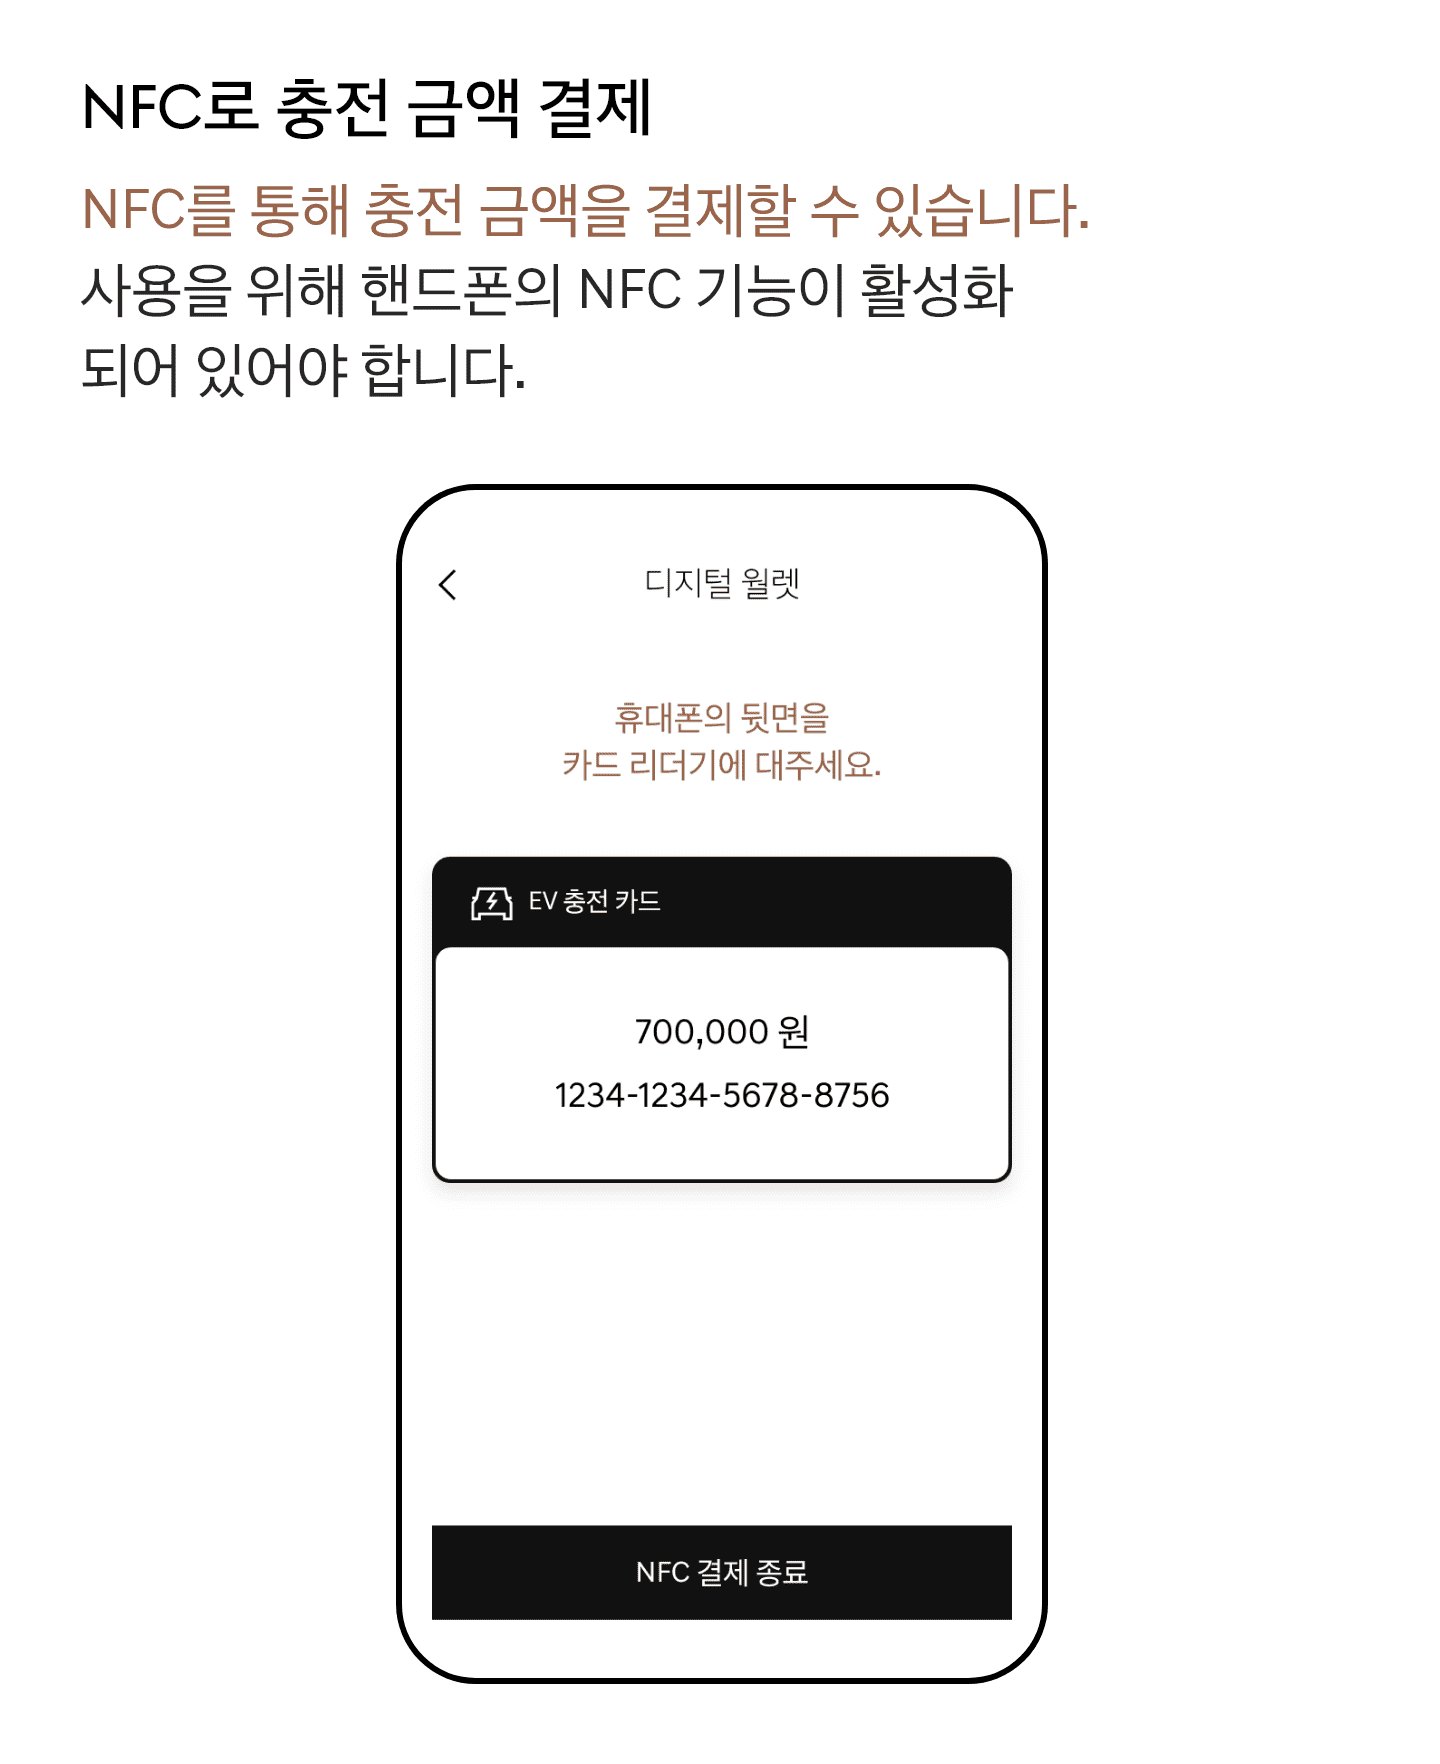 NFC로 충전 금액 결제
NFC를 통해 충전 금액을 결제할 수 있습니다.
사용을 위해 핸드폰의 NFC 기능이 활성화
되어 있어야 합니다.
디지털 월렛
휴대폰의 뒷면을
카드 리더기에 대주세요.
EV 충전 카드
700,000 원
1234-1234-5678-8756
NFC 결제 종료